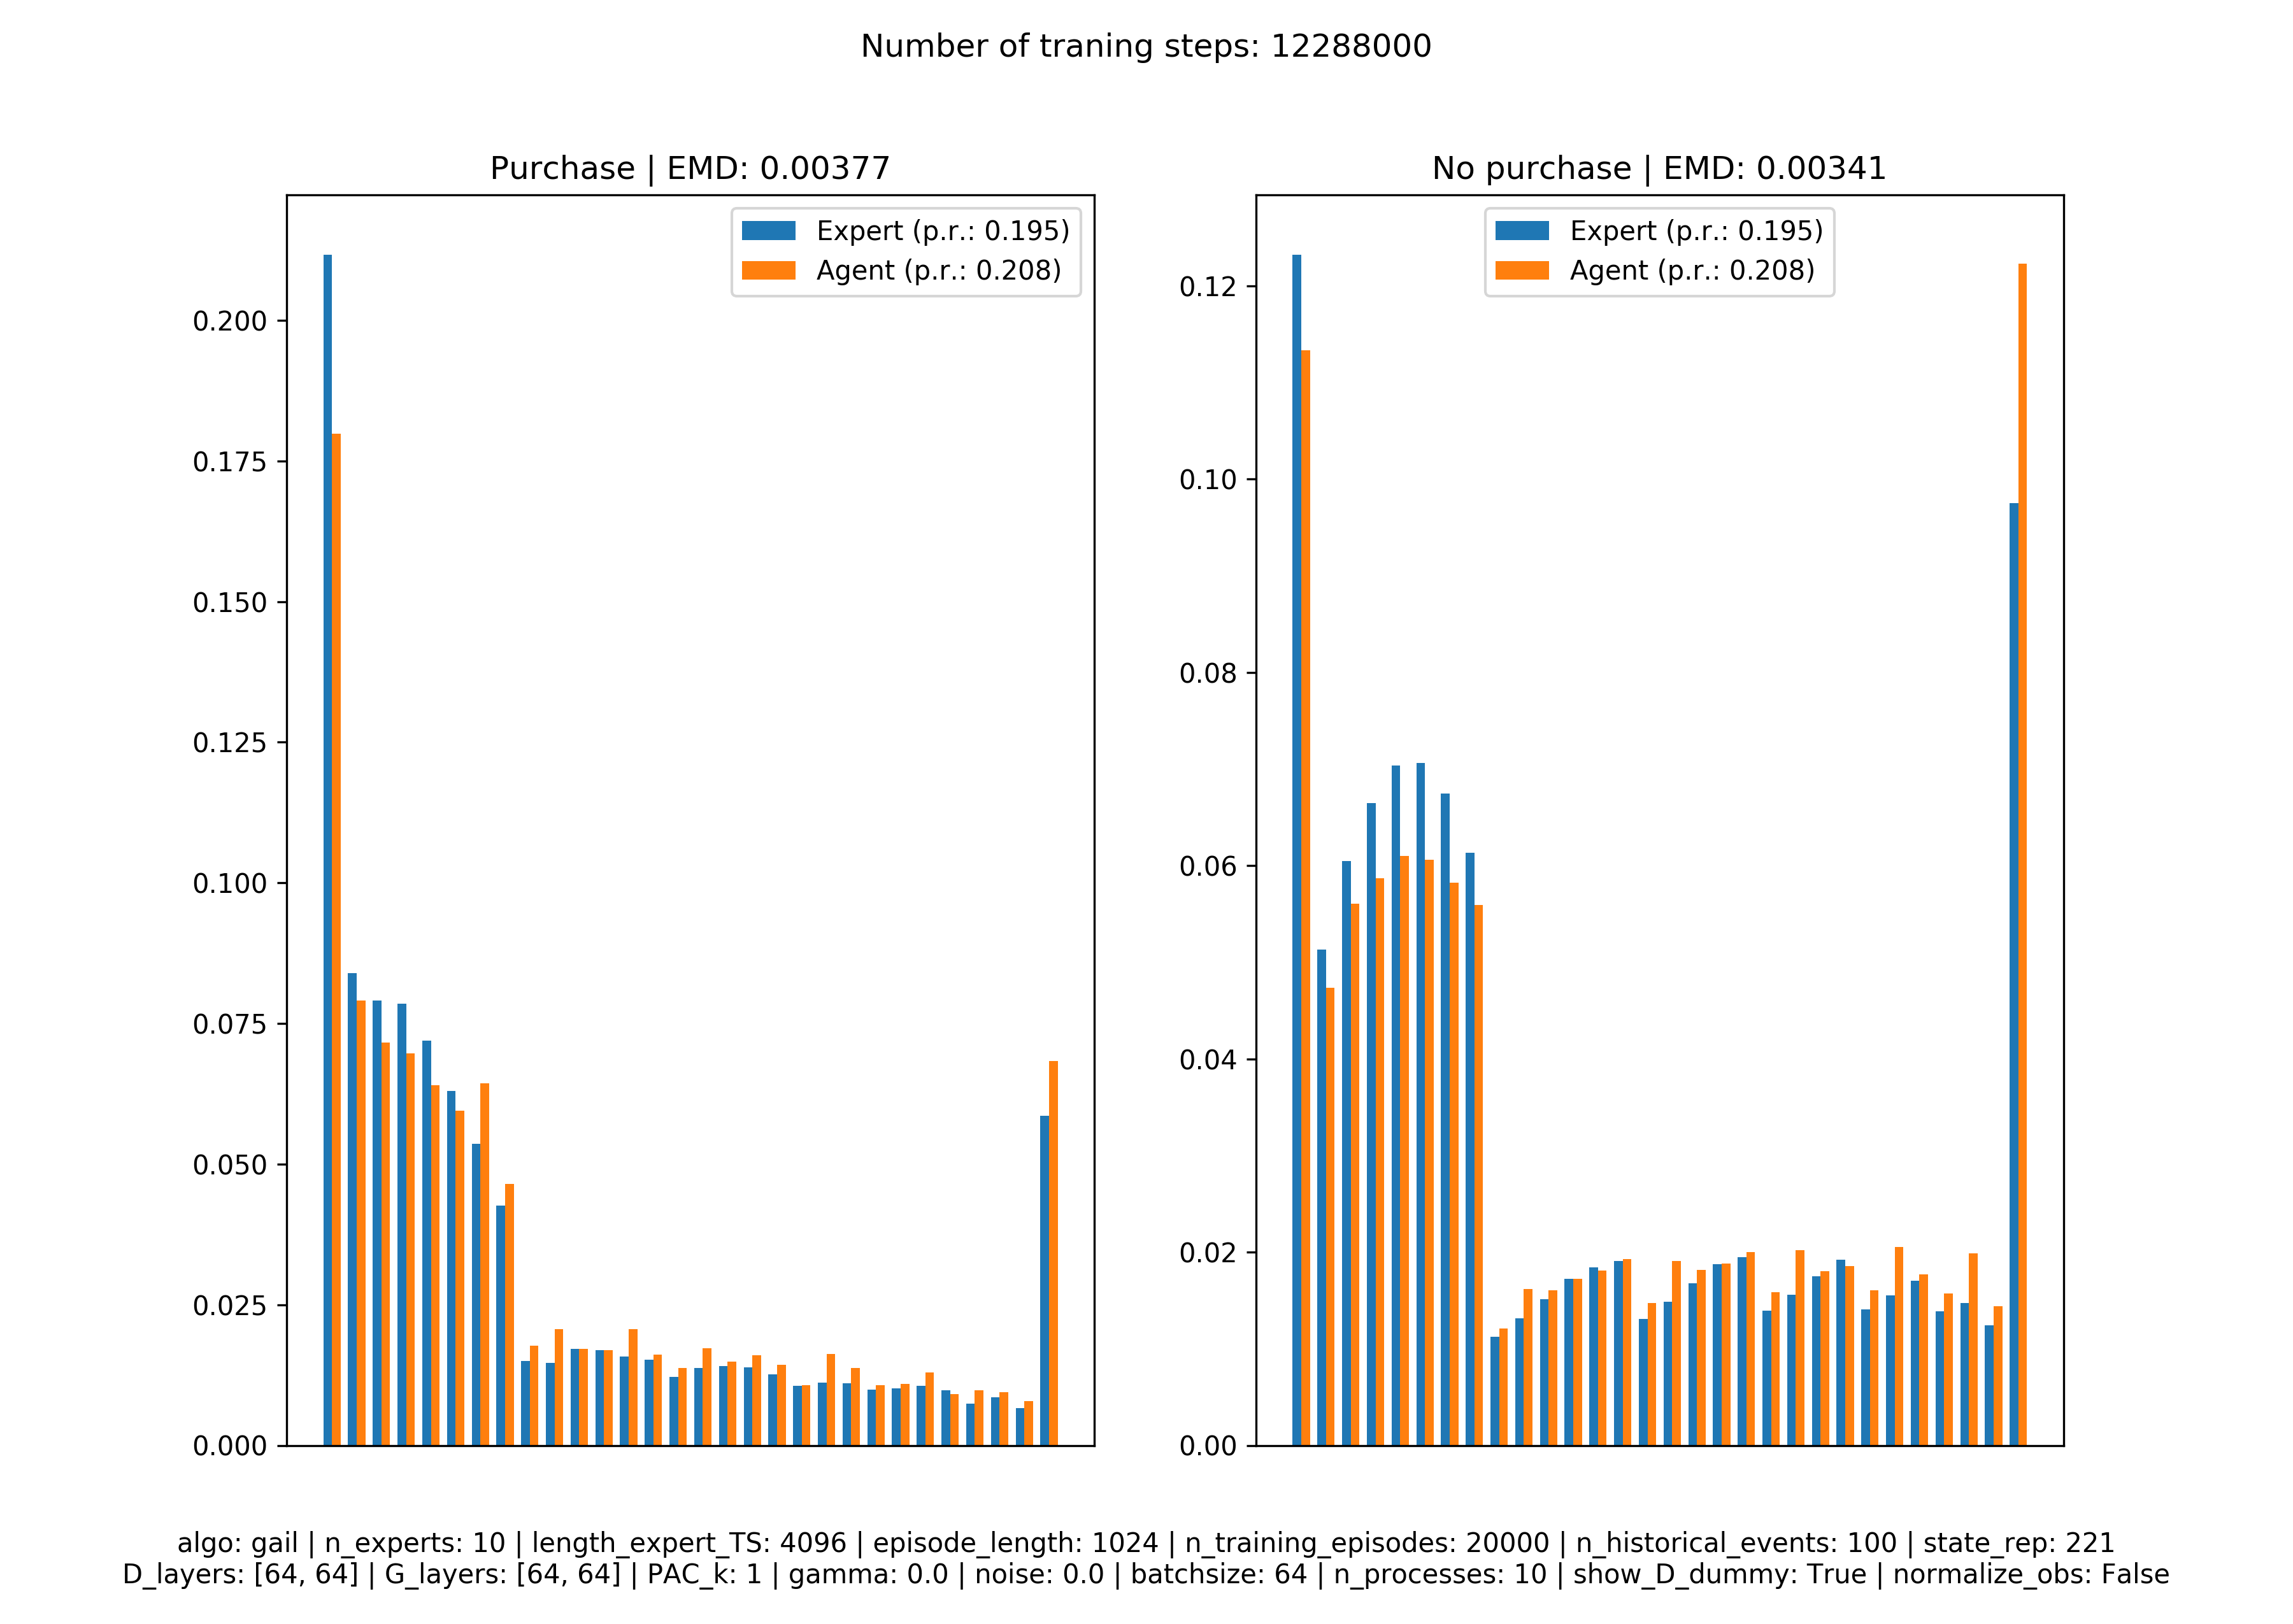 Number of traning steps: 12288000
Purchase | EMD: 0.00377
Expert (p.r.: 0.195)
Agent (p.r.: 0.208)
0.200
0.175
0.150
0.125
0.100
0.075
0.050
0.025
0.000
No purchase | EMD: 0.00341
Expert (p.r.: 0.195)
Agent (p.r.: 0.208)
0.12
0.10
0.08
0.06
0.04
0.02
0.00
algo: gail | n_experts: 10 | length_expert_TS: 4096 | episode_length: 1024 | n_training_episodes: 20000 | n_historical_events: 100 | state_rep: 221
D_layers: [64, 64] | G_layers: [64, 64] | PAC_k: 1 | gamma: 0.0 | noise: 0.0 | batchsize: 64 | n_processes: 10 | show_D_dummy: True | normalize_obs: False